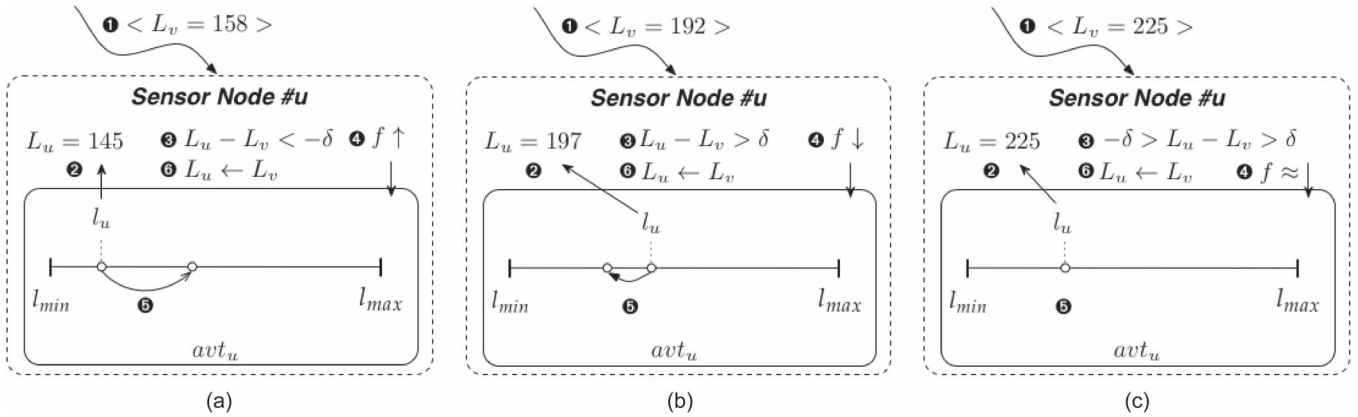 ❶ < L_v = 158 >
Sensor Node #u
L_u = 145 ❸ L_u − L_v < −δ ❹ f ↑
❷ ❻ L_u ← L_v
l_u
l_min l_max
❺
avt_u
(a)
❶ < L_v = 192 >
Sensor Node #u
L_u = 197 ❸ L_u − L_v > δ ❹ f ↓
❷ ❻ L_u ← L_v
l_u
l_min l_max
❺
avt_u
(b)
❶ < L_v = 225 >
Sensor Node #u
L_u = 225 ❸ −δ > L_u − L_v > δ
❷ ❻ L_u ← L_v ❹ f ≈
l_u
l_min l_max
❺
avt_u
(c)